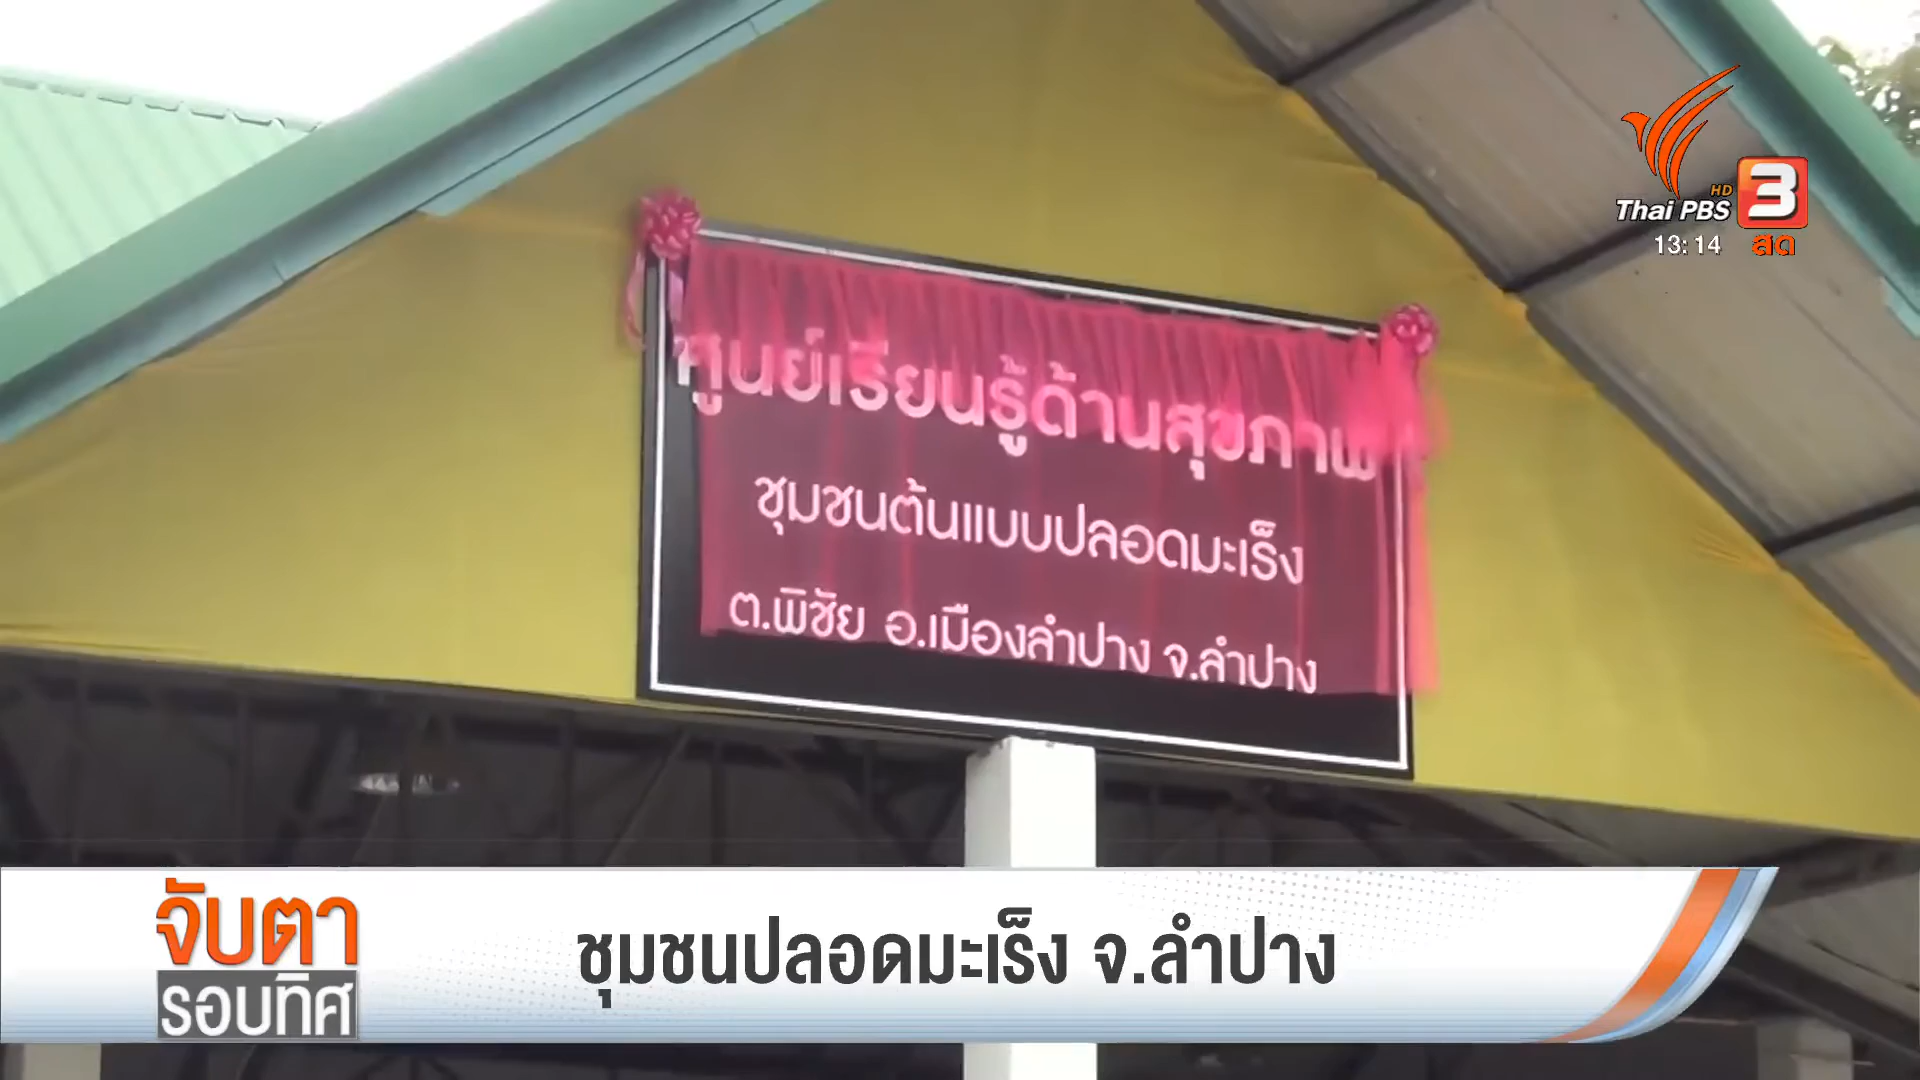 HD
Thai PBS 3
13:14 สด
ศูนย์เรียนรู้ด้านสุขภาพ
ชุมชนต้นแบบปลอดมะเร็ง
ต.พิชัย อ.เมืองลำปาง จ.ลำปาง
จับตา
รอบทิศ
ชุมชนปลอดมะเร็ง จ.ลำปาง